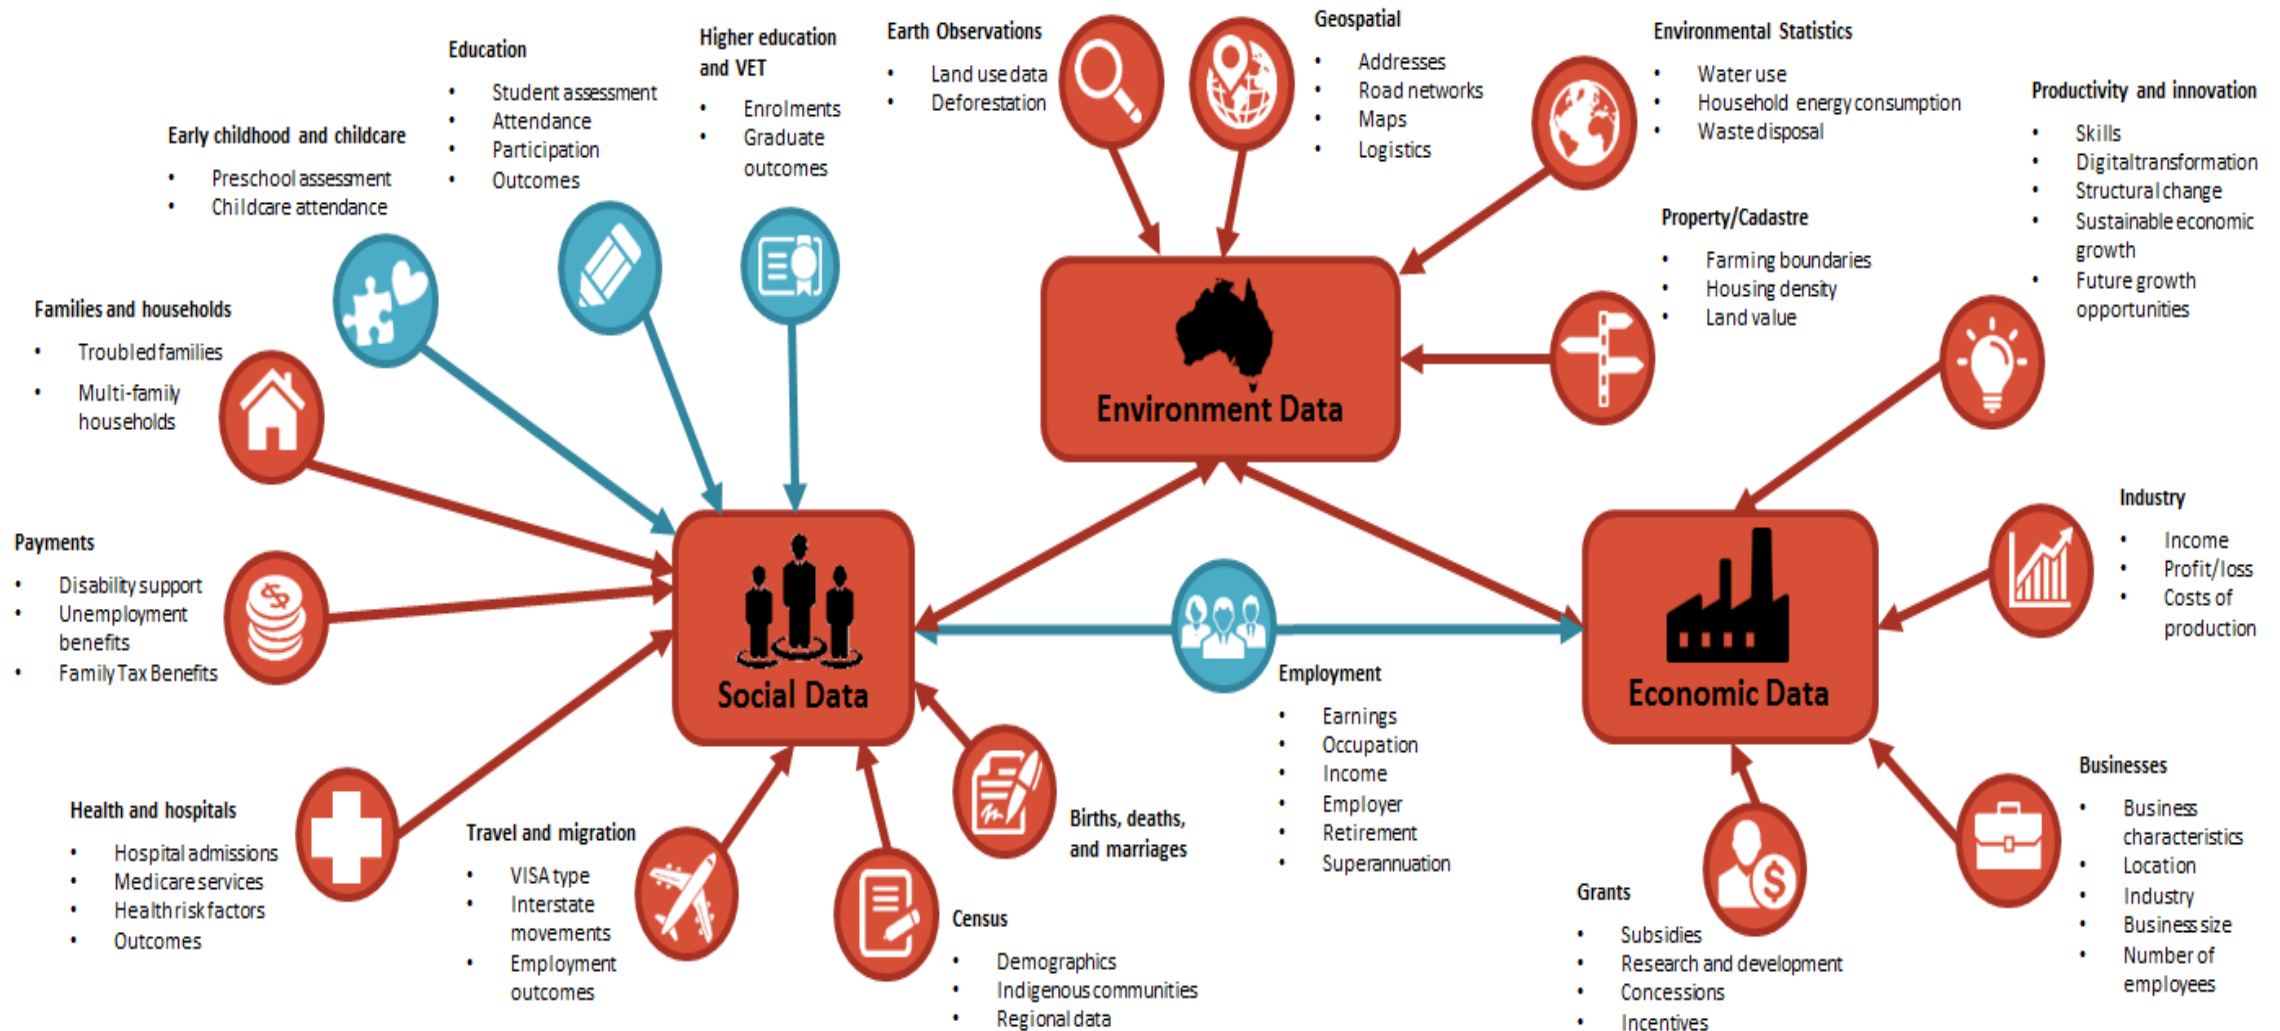 Early childhood and childcare
• Preschool assessment
• Childcare attendance
Education
• Student assessment
• Attendance
• Participation
• Outcomes
Higher education
and VET
• Enrolments
• Graduate
outcomes
Earth Observations
• Land use data
• Deforestation
Geospatial
• Addresses
• Road networks
• Maps
• Logistics
Environmental Statistics
• Water use
• Household energy consumption
• Waste disposal
Productivity and innovation
• Skills
• Digital transformation
• Structural change
• Sustainable economic
growth
• Future growth
opportunities
Property/Cadastre
• Farming boundaries
• Housing density
• Land value
Families and households
• Troubled families
• Multi-family
households
Environment Data
Payments
• Disability support
• Unemployment
benefits
• Family Tax Benefits
$
Social Data
Economic Data
Industry
• Income
• Profit/loss
• Costs of
production
Employment
• Earnings
• Occupation
• Income
• Employer
• Retirement
• Superannuation
Health and hospitals
• Hospital admissions
• Medicare services
• Health risk factors
• Outcomes
Travel and migration
• VISA type
• Interstate
movements
• Employment
outcomes
Births, deaths,
and marriages
Census
• Demographics
• Indigenous communities
• Regional data
Grants
• Subsidies
• Research and development
• Concessions
• Incentives
$
Businesses
• Business
characteristics
• Location
• Industry
• Business size
• Number of
employees